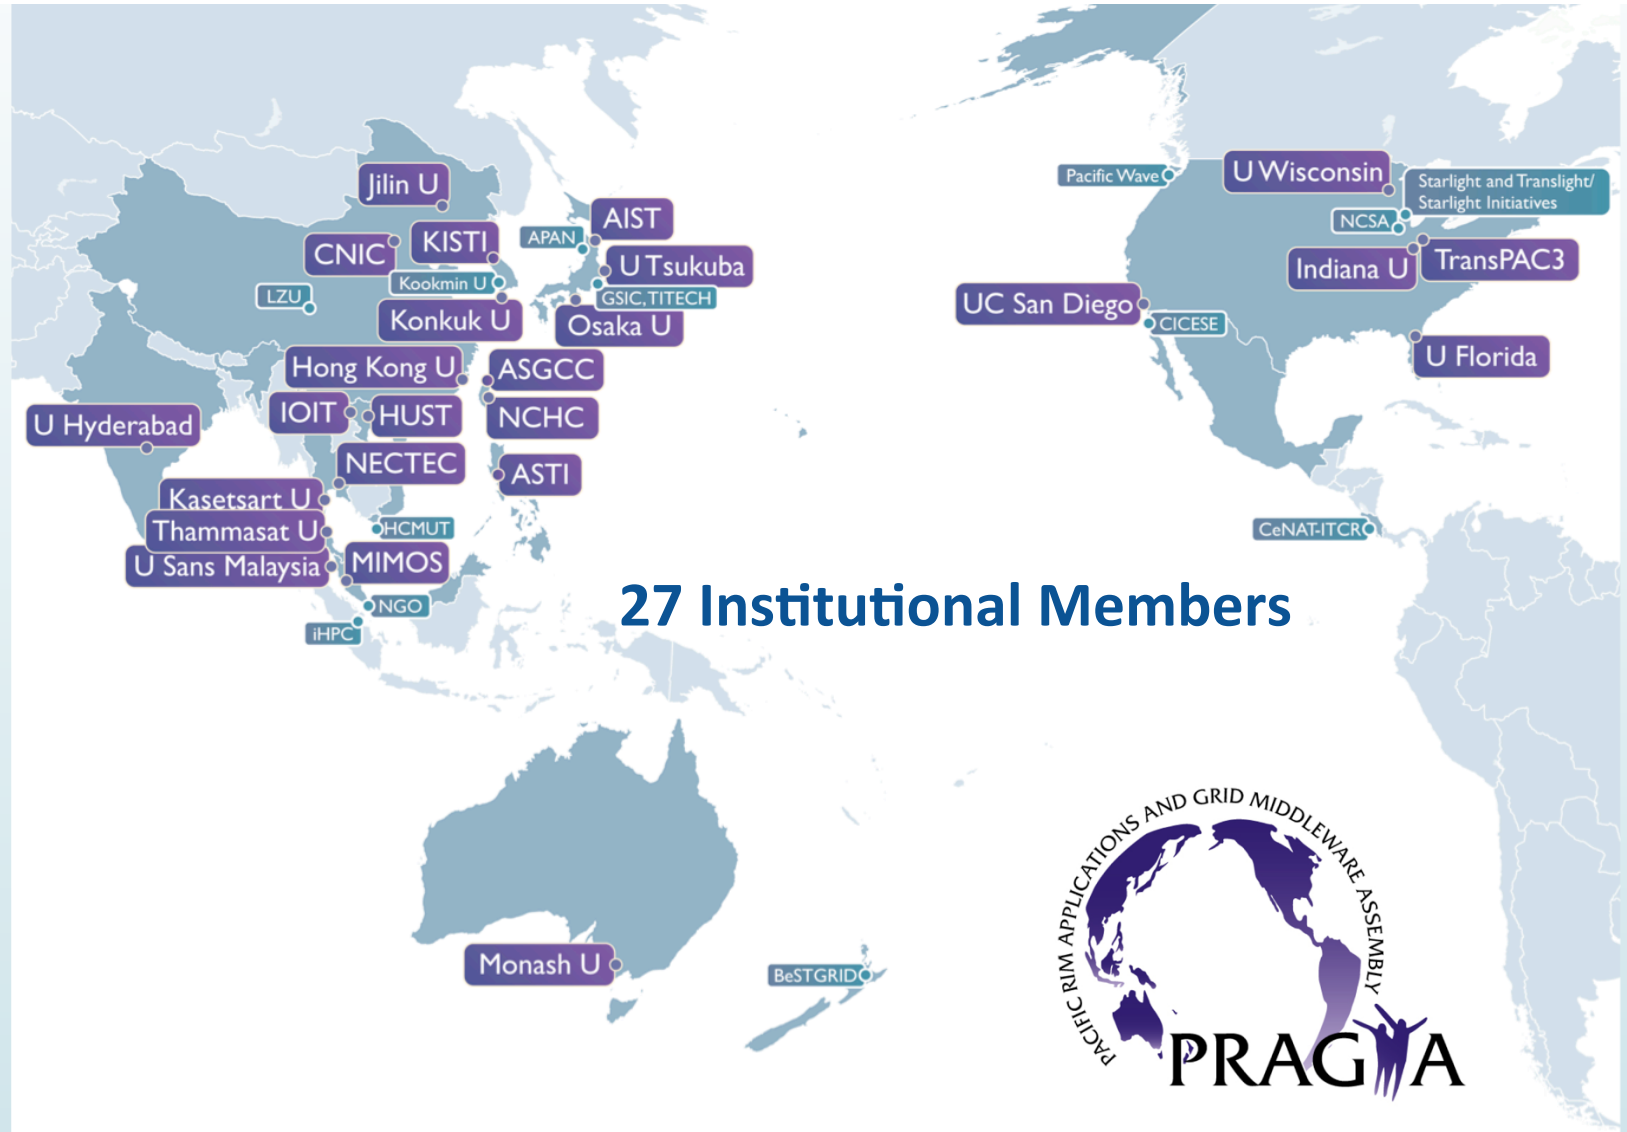 Jilin U
AIST
CNIC
KISTI
APAN
U Tsukuba
Kookmin U
GSIC, TITECH
LZU
Konkuk U
Osaka U
Hong Kong U
ASGCC
IOIT
HUST
NCHC
U Hyderabad
NECTEC
ASTI
Kasetsart U
Thammasat U
HCMUT
U Sans Malaysia
MIMOS
NGO
iHPC
Pacific Wave
U Wisconsin
Starlight and Translight/
Starlight Initiatives
NCSA
Indiana U
TransPAC3
UC San Diego
CICESE
U Florida
CeNAT-ITCR
27 Institutional Members
Monash U
BeSTGRID
PACIFIC RIM APPLICATIONS AND GRID MIDDLEWARE ASSEMBLY
PRAGMA